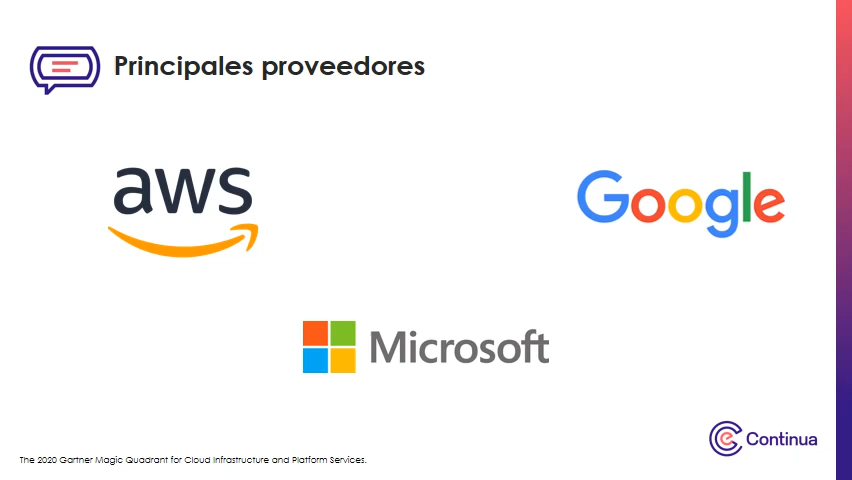 Principales proveedores
aws
Google
Microsoft
Continua
The 2020 Gartner Magic Quadrant for Cloud Infrastructure and Platform Services.